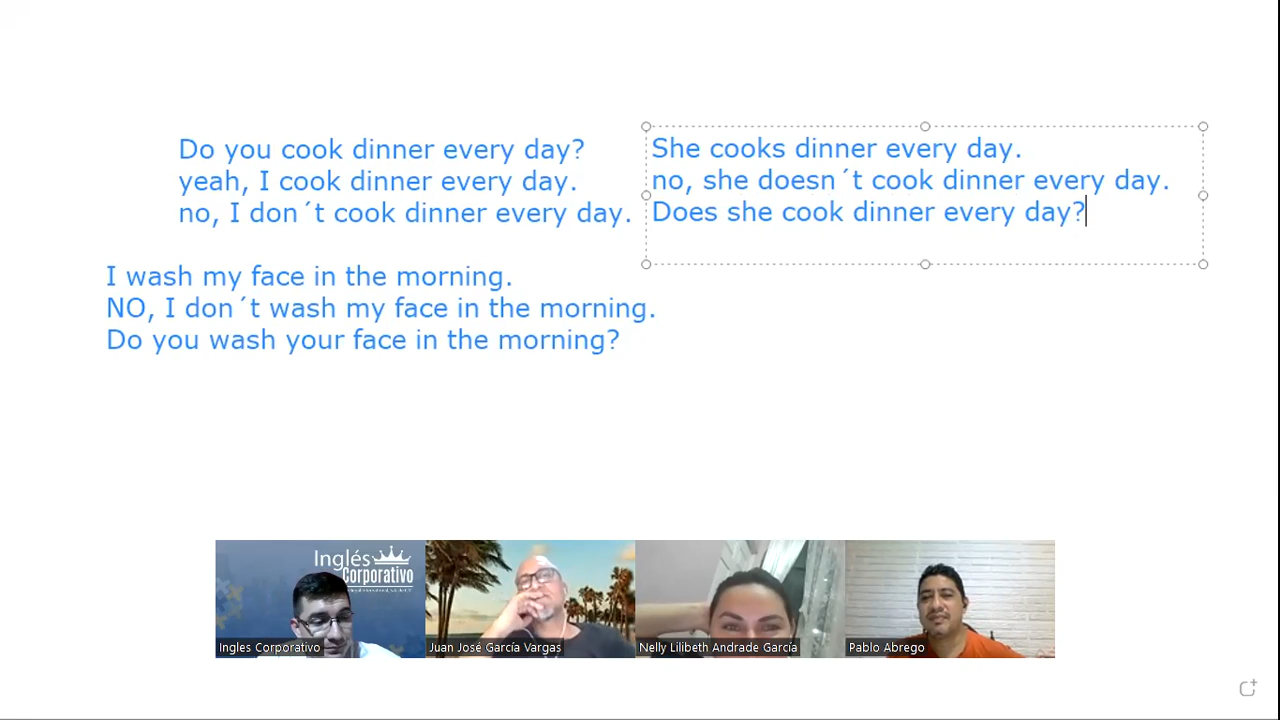 Do you cook dinner every day?
yeah, I cook dinner every day.
no, I don´t cook dinner every day.
She cooks dinner every day.
no, she doesn´t cook dinner every day.
Does she cook dinner every day?
I wash my face in the morning.
NO, I don´t wash my face in the morning.
Do you wash your face in the morning?
Inglés
Corporativo
Ingles Corporativo
Juan José García Vargas
Nelly Lilibeth Andrade García
Pablo Abrego